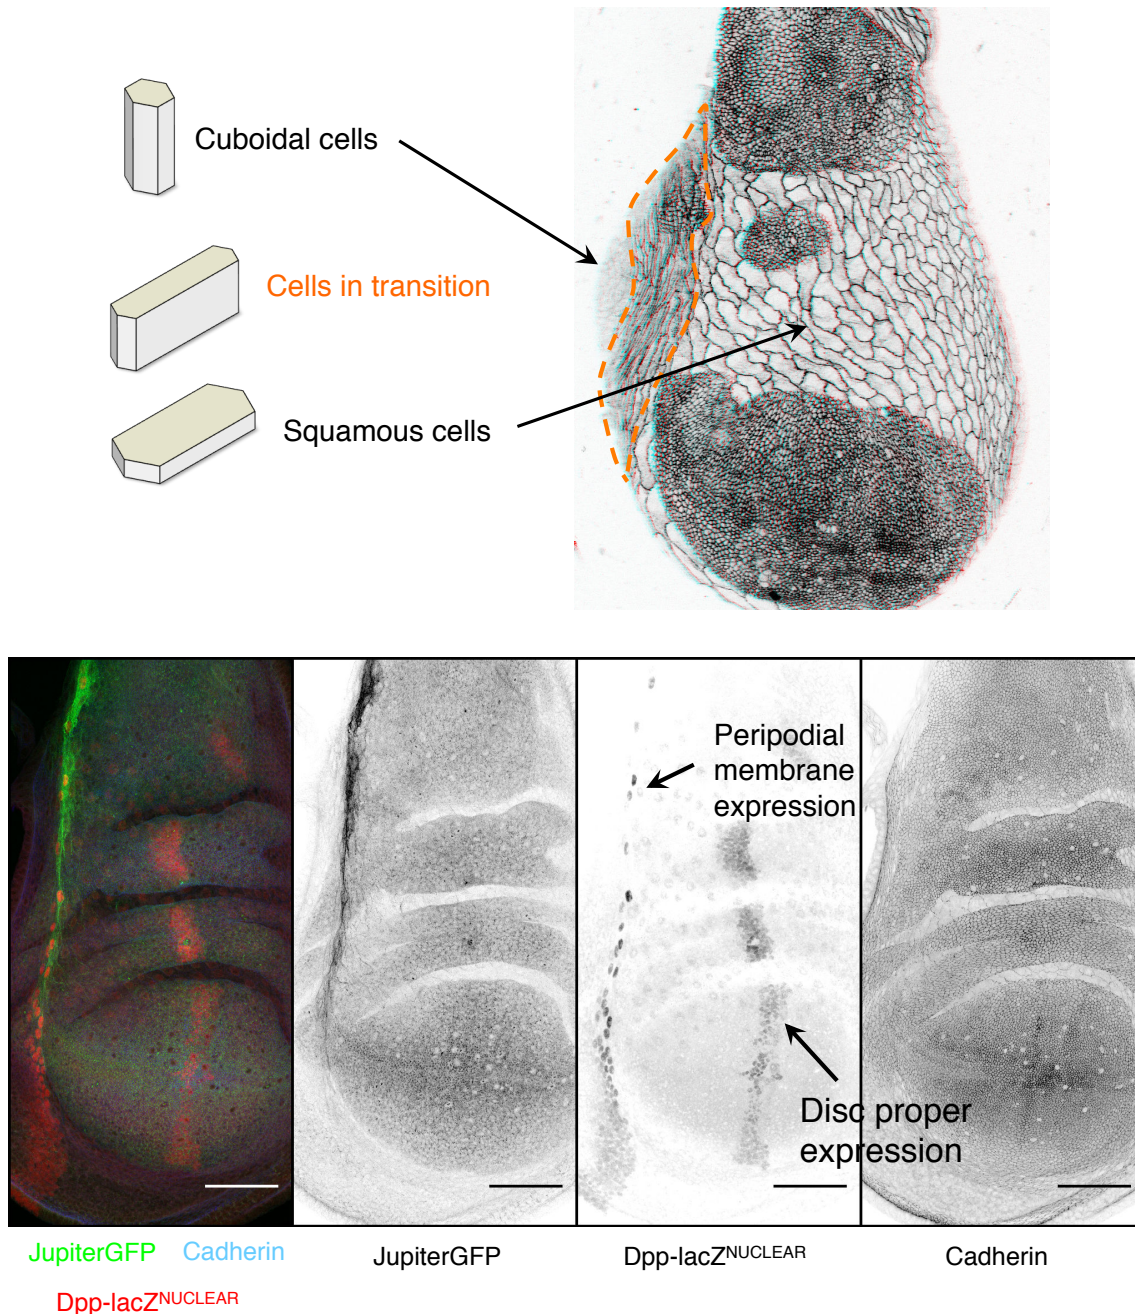 Cuboidal cells
Cells in transition
Squamous cells
Peripodial
membrane
expression
Disc proper
expression
JupiterGFP Cadherin
Dpp-lacZNUCLEAR
JupiterGFP
Dpp-lacZNUCLEAR
Cadherin